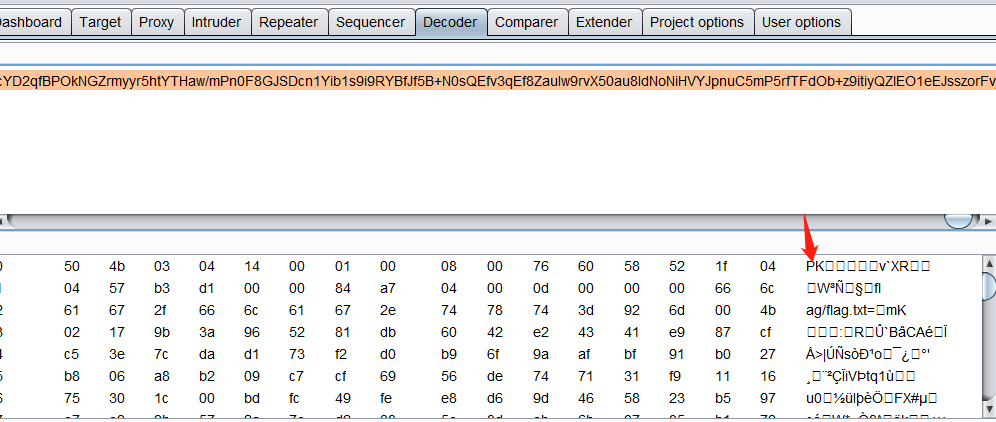 Dashboard Target Proxy Intruder Repeater Sequencer Decoder Comparer Extender Project options User options
cYD2qfBPOkNGZrmyyr5htYTHaw/mPn0F8GJSDcn1Yib1s9i9RYBfJf5B+N0sQEfv3qEf8Zaulw9rvX50au8ldNoNiHVYJpnuC5mP5rfTFdOb+z9itiyQZlEO1eEJsszorFv
0 50 4b 03 04 14 00 01 00 08 00 76 60 58 52 1f 04 PK□□□□□v`XR□□
1 04 57 b3 d1 00 00 84 a7 04 00 0d 00 00 00 66 6c □W³Ñ□§□fl
2 61 67 2f 66 6c 61 67 2e 74 78 74 3d 92 6d 00 4b ag/flag.txt=□mK
3 02 17 9b 3a 96 52 81 db 60 42 e2 43 41 e9 87 cf □□□:□R□Û`BâCAé□Ï
4 c5 3e 7c da d1 73 f2 d0 b9 6f 9a af bf 91 b0 27 Å>|ÚÑsòÐ¹o□¯¿□°'
5 b8 06 a8 b2 09 c7 cf 69 56 de 74 71 31 f9 11 16 ¸□¨²ÇÏiVÞtq1ù□□
6 75 30 1c 00 bd fc 49 fe e8 d6 9d 46 58 23 b5 97 u0□½üIþèÖ□FX#µ□